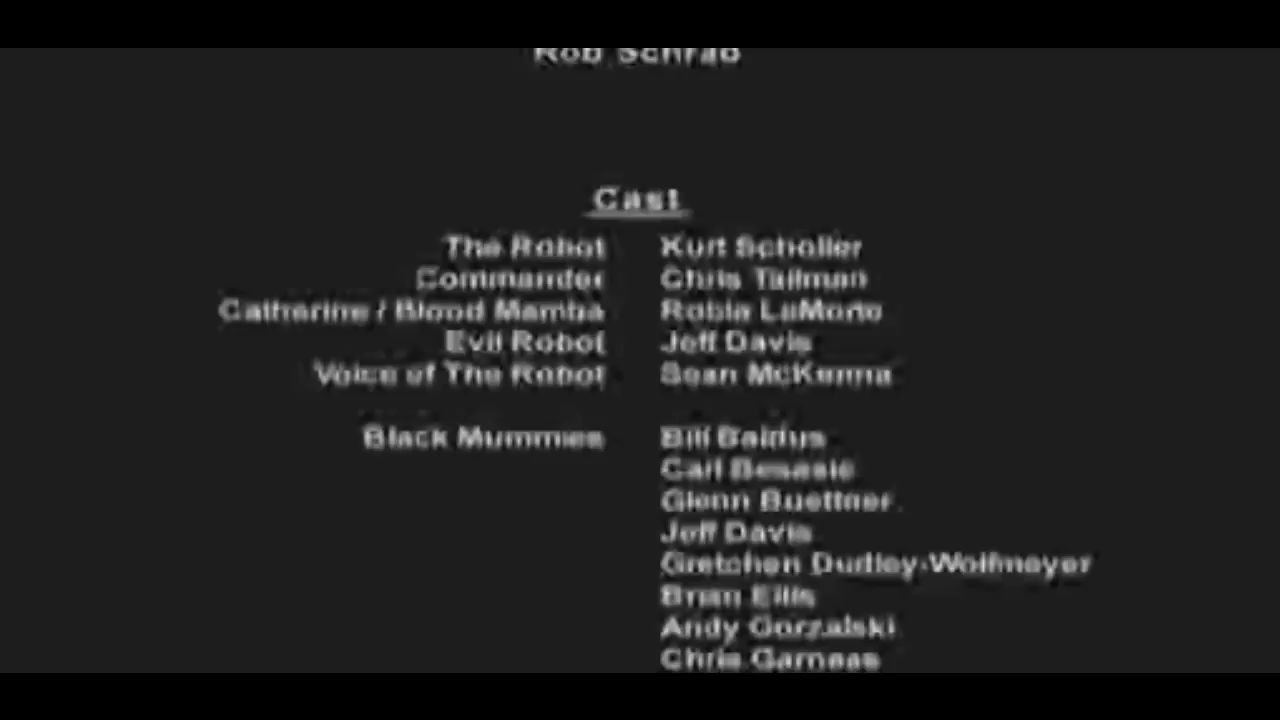 Rob Schrab
Cast
The Robot Kurt Scholler
Commander Chris Tallman
Catherine / Blood Mamba Robia LaMorte
Evil Robot Jeff Davis
Voice of The Robot Sean McKenna
Black Mummies Bill Baldus
Carl Besasie
Glenn Buettner
Jeff Davis
Gretchen Dudley-Wolfmeyer
Brian Ellis
Andy Gorzalski
Chris Garness